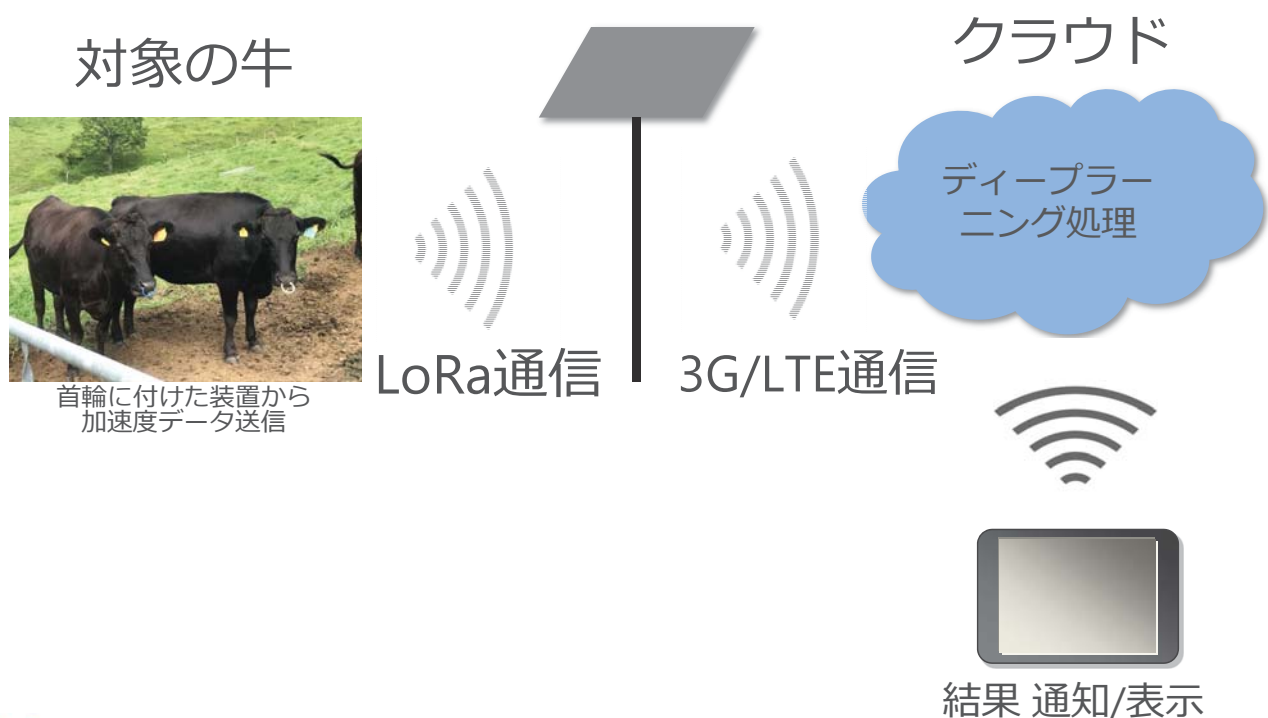 対象の牛
クラウド
ディープラー
ニング処理
LoRa通信
3G/LTE通信
首輪に付けた装置から
加速度データ送信
結果 通知/表示